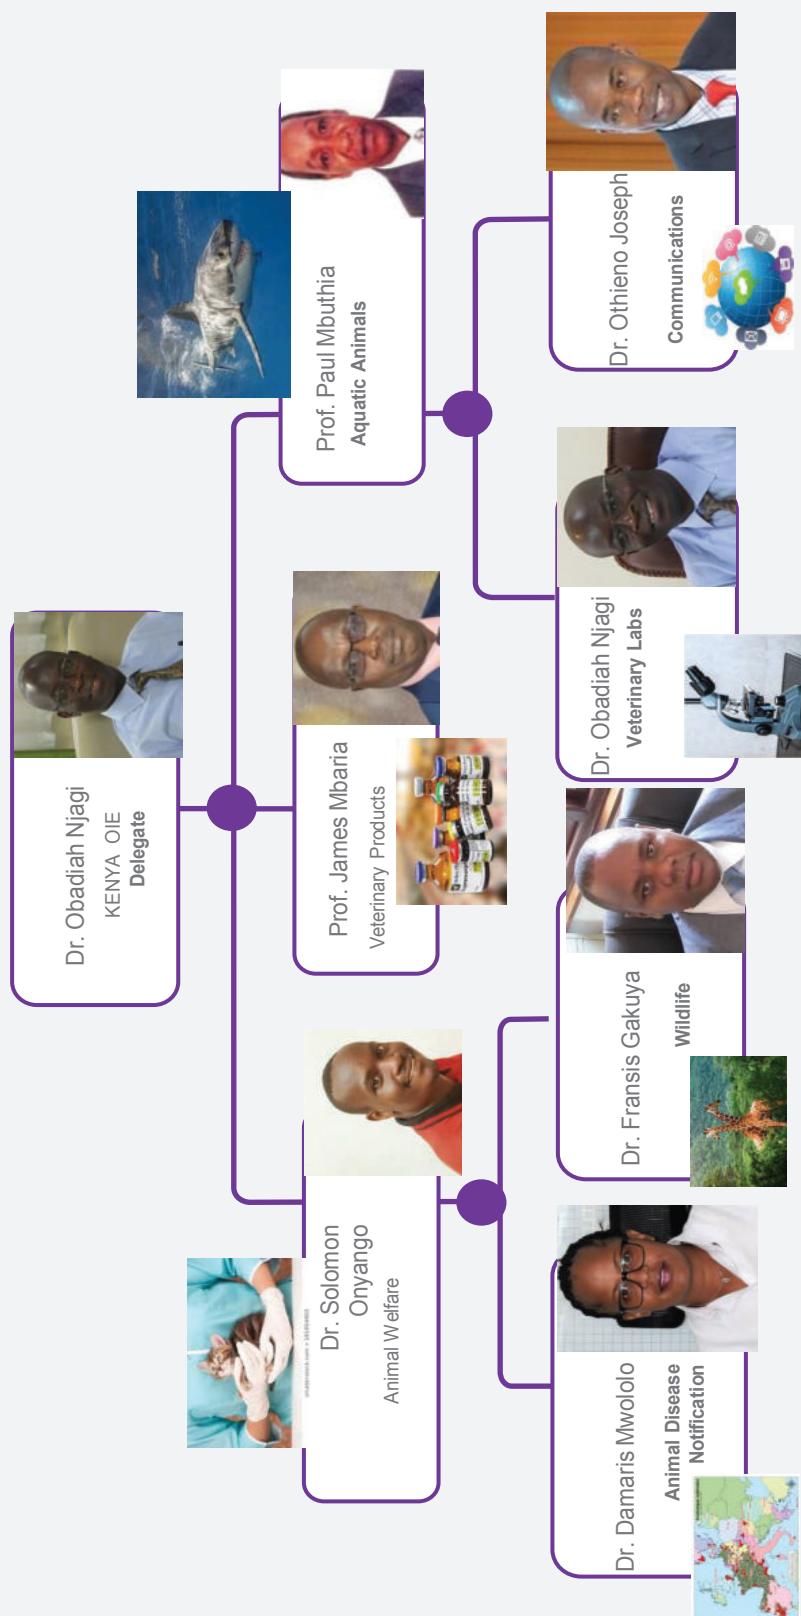 Dr. Obadiah Njagi
KENYA OIE
Delegate
Dr. Solomon
Onyango
Animal Welfare
Prof. James Mbaria
Veterinary Products
Prof. Paul Mbuthia
Aquatic Animals
Dr. Damaris Mwololo
Animal Disease
Notification
Dr. Fransis Gakuya
Wildlife
Dr. Obadiah Njagi
Veterinary Labs
Dr. Othieno Joseph
Communications